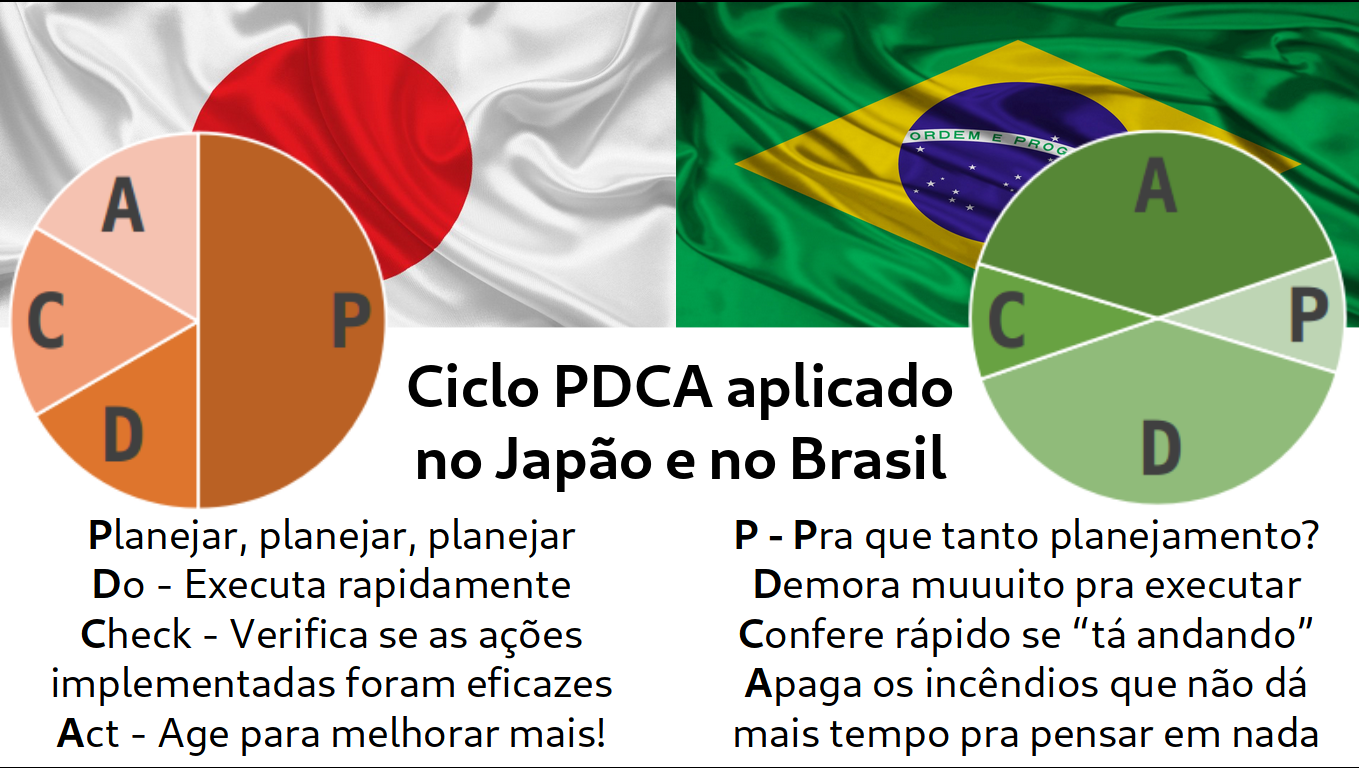 ORDEM E PROG
A
C
P
D
A
C
P
D
Ciclo PDCA aplicado
no Japão e no Brasil
Planejar, planejar, planejar
Do - Executa rapidamente
Check - Verifica se as ações
implementadas foram eficazes
Act - Age para melhorar mais!
P - Pra que tanto planejamento?
Demora muuuito pra executar
Confere rápido se “tá andando”
Apaga os incêndios que não dá
mais tempo pra pensar em nada